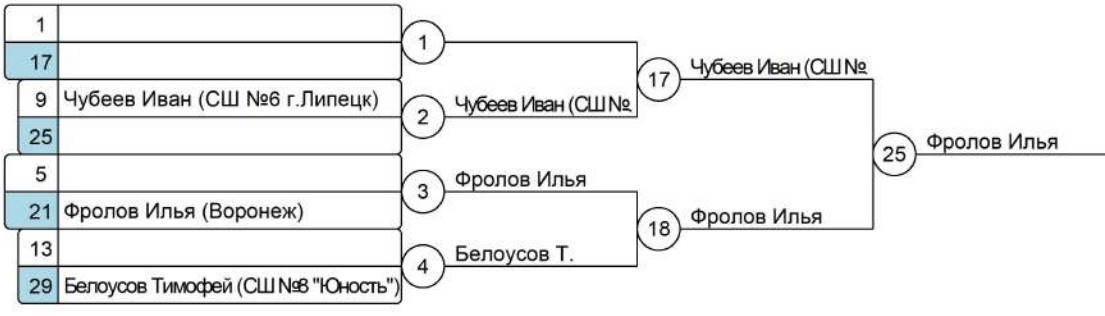 1
17
1
9 Чубеев Иван (СШ №6 г.Липецк)
25
2
Чубеев Иван (СШ №
17
Чубеев Иван (СШ №
5
21 Фролов Илья (Воронеж)
3
Фролов Илья
13
29 Белоусов Тимофей (СШ №8 "Юность")
4
Белоусов Т.
18
Фролов Илья
25
Фролов Илья